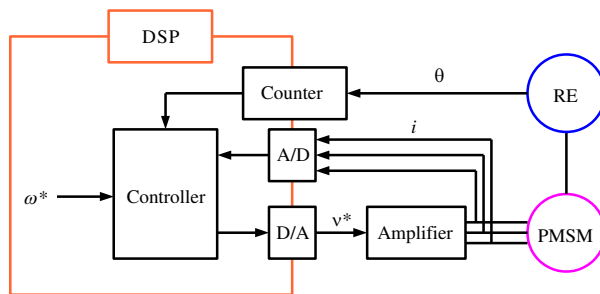 DSP
Counter
θ
RE
i
A/D
Controller
ω*
D/A
ν*
Amplifier
PMSM